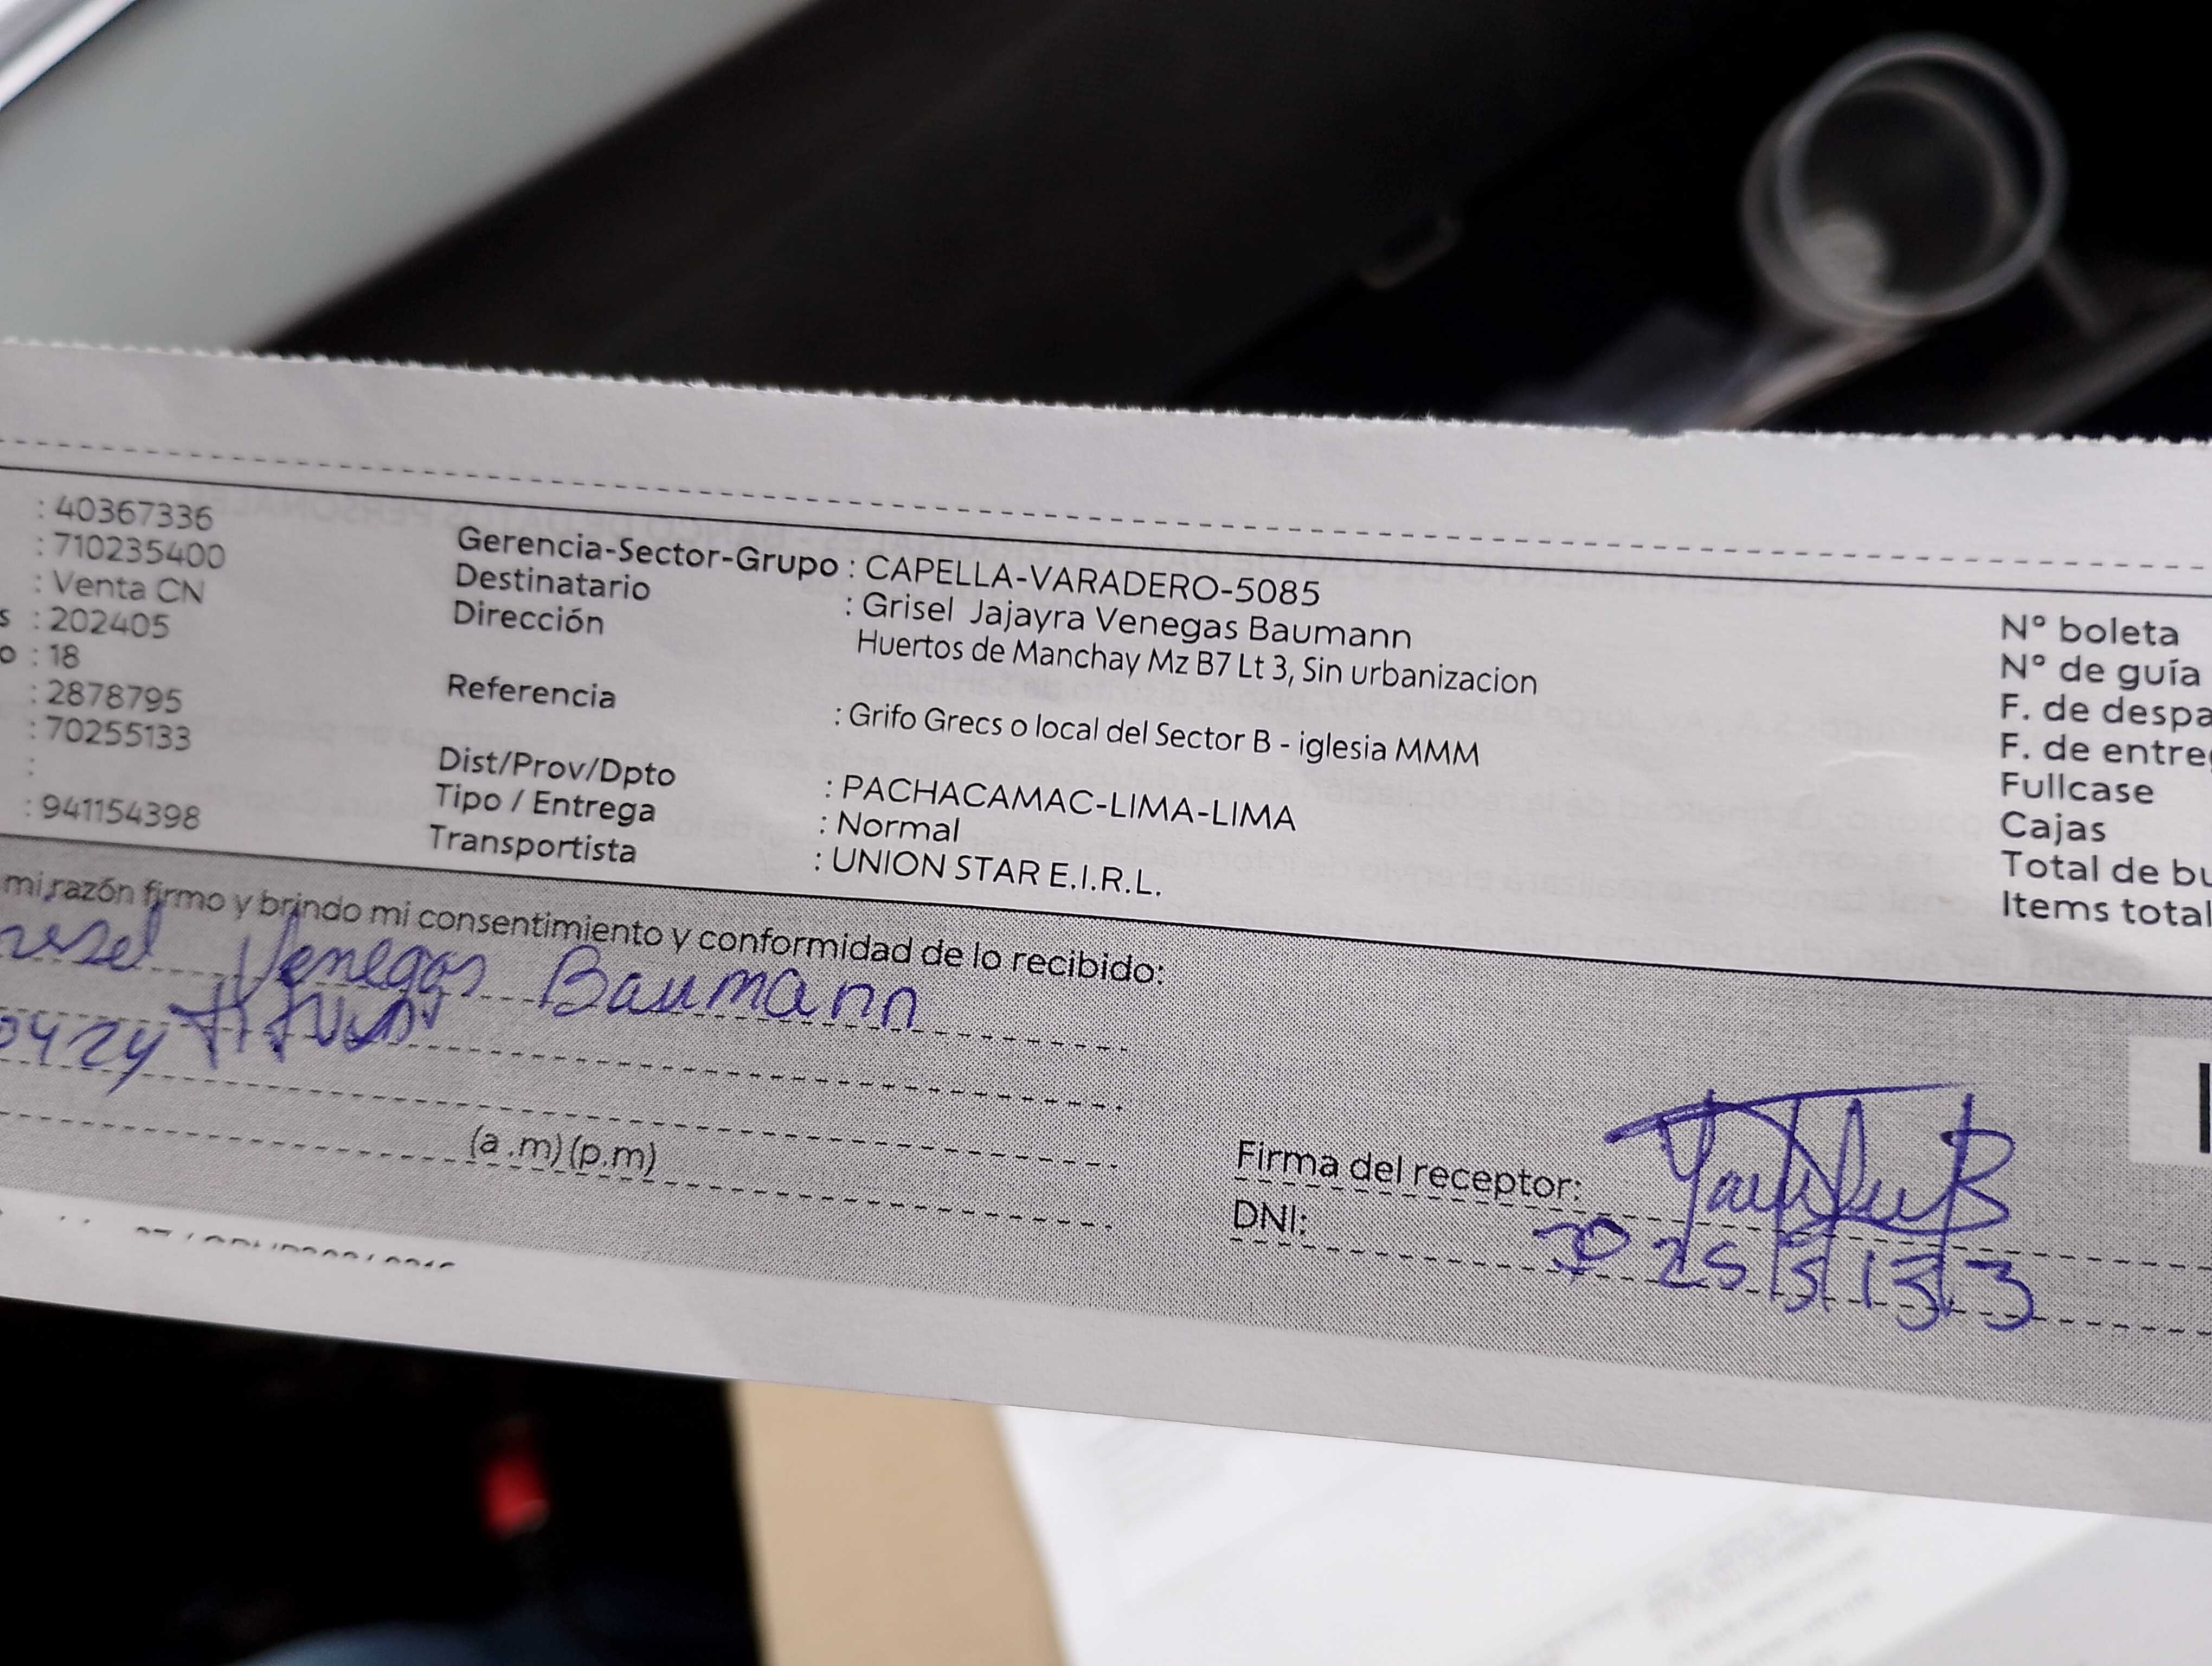 : 40367336
: 710235400
: Venta CN
s : 202405
o : 18
: 2878795
: 70255133
:
: 941154398
Gerencia-Sector-Grupo : CAPELLA-VARADERO-5085
Destinatario : Grisel Jajayra Venegas Baumann
Dirección Huertos de Manchay Mz B7 Lt 3, Sin urbanizacion
Referencia : Grifo Grecs o local del Sector B - iglesia MMM
Dist/Prov/Dpto : PACHACAMAC-LIMA-LIMA
Tipo / Entrega : Normal
Transportista : UNION STAR E.I.R.L.
N° boleta
N° de guía
F. de despa
F. de entreg
Fullcase
Cajas
Total de bu
Items total
mi razón firmo y brindo mi consentimiento y conformidad de lo recibido:
Venegas Baumann
(a .m) (p.m)
Firma del receptor:
DNI: 70255133